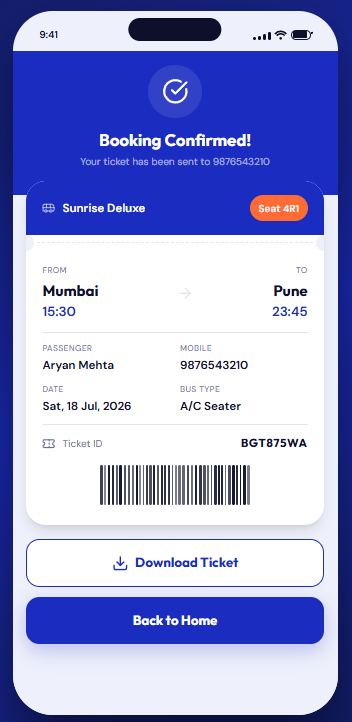 9:41
Booking Confirmed!
Your ticket has been sent to 9876543210
Sunrise Deluxe
Seat 4R1
FROM TO
Mumbai Pune
15:30 23:45
PASSENGER MOBILE
Aryan Mehta 9876543210
DATE BUS TYPE
Sat, 18 Jul, 2026 A/C Seater
Ticket ID BGT875WA
Download Ticket
Back to Home